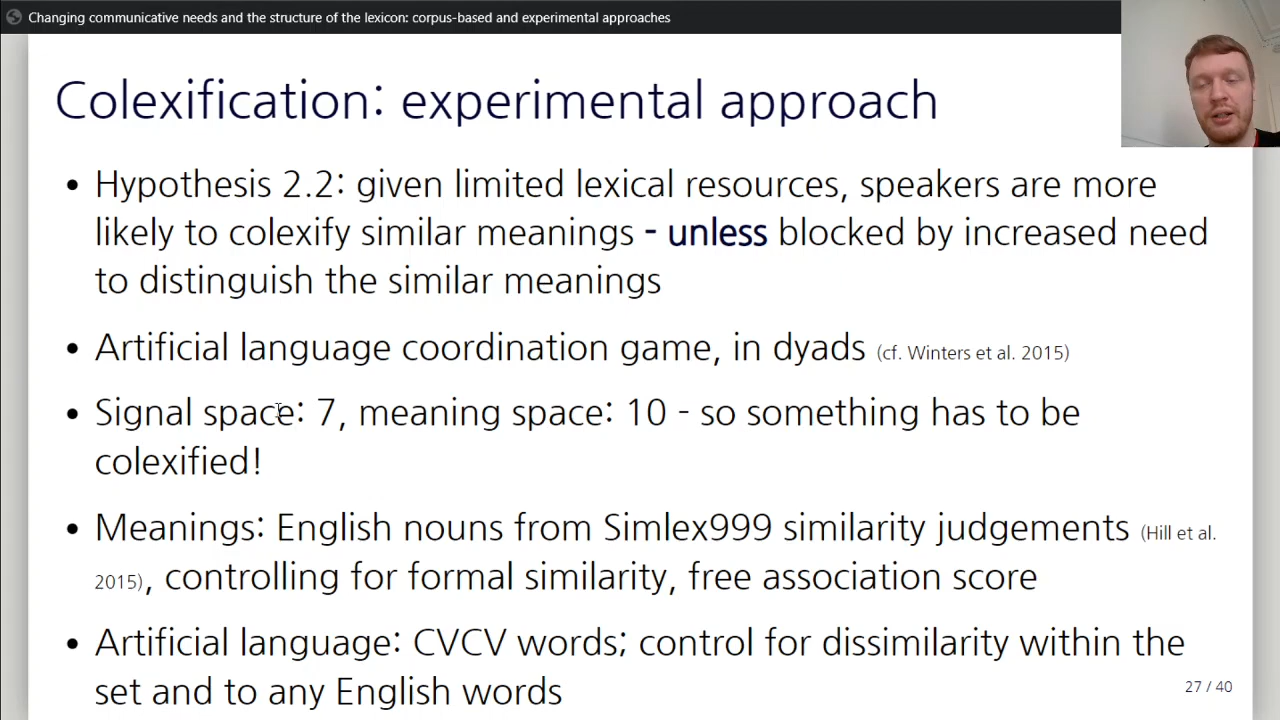 Changing communicative needs and the structure of the lexicon: corpus-based and experimental approaches
Colexification: experimental approach
• Hypothesis 2.2: given limited lexical resources, speakers are more
likely to colexify similar meanings - unless blocked by increased need
to distinguish the similar meanings
• Artificial language coordination game, in dyads (cf. Winters et al. 2015)
• Signal space: 7, meaning space: 10 - so something has to be
colexified!
• Meanings: English nouns from Simlex999 similarity judgements (Hill et al.
2015), controlling for formal similarity, free association score
• Artificial language: CVCV words; control for dissimilarity within the
set and to any English words
27 / 40